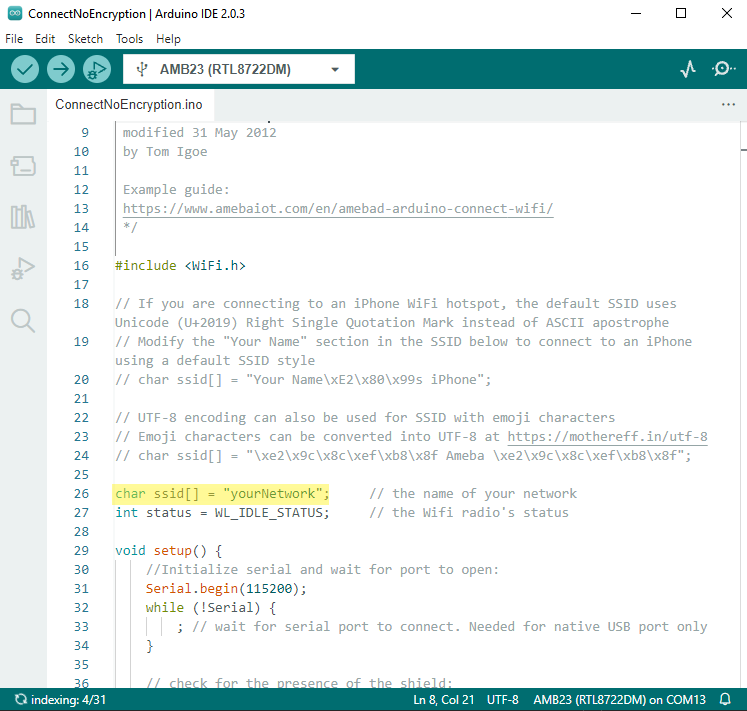 ConnectNoEncryption | Arduino IDE 2.0.3
File Edit Sketch Tools Help
AMB23 (RTL8722DM)
ConnectNoEncryption.ino
9 modified 31 May 2012
10 by Tom Igoe
11
12 Example guide:
13 https://www.amebaiot.com/en/amebad-arduino-connect-wifi/
14 */
15
16 #include <WiFi.h>
17
18 // If you are connecting to an iPhone WiFi hotspot, the default SSID uses
Unicode (U+2019) Right Single Quotation Mark instead of ASCII apostrophe
19 // Modify the "Your Name" section in the SSID below to connect to an iPhone
using a default SSID style
20 // char ssid[] = "Your Name\xE2\x80\x99s iPhone";
21
22 // UTF-8 encoding can also be used for SSID with emoji characters
23 // Emoji characters can be converted into UTF-8 at https://mothereff.in/utf-8
24 // char ssid[] = "\xe2\x9c\x8c\xef\xb8\x8f Ameba \xe2\x9c\x8c\xef\xb8\x8f";
25
26 char ssid[] = "yourNetwork"; // the name of your network
27 int status = WL_IDLE_STATUS; // the Wifi radio's status
28
29 void setup() {
30 //Initialize serial and wait for port to open:
31 Serial.begin(115200);
32 while (!Serial) {
33 ; // wait for serial port to connect. Needed for native USB port only
34 }
35
36 // check for the presence of the shield:
indexing: 4/31 Ln 8, Col 21 UTF-8 AMB23 (RTL8722DM) on COM13